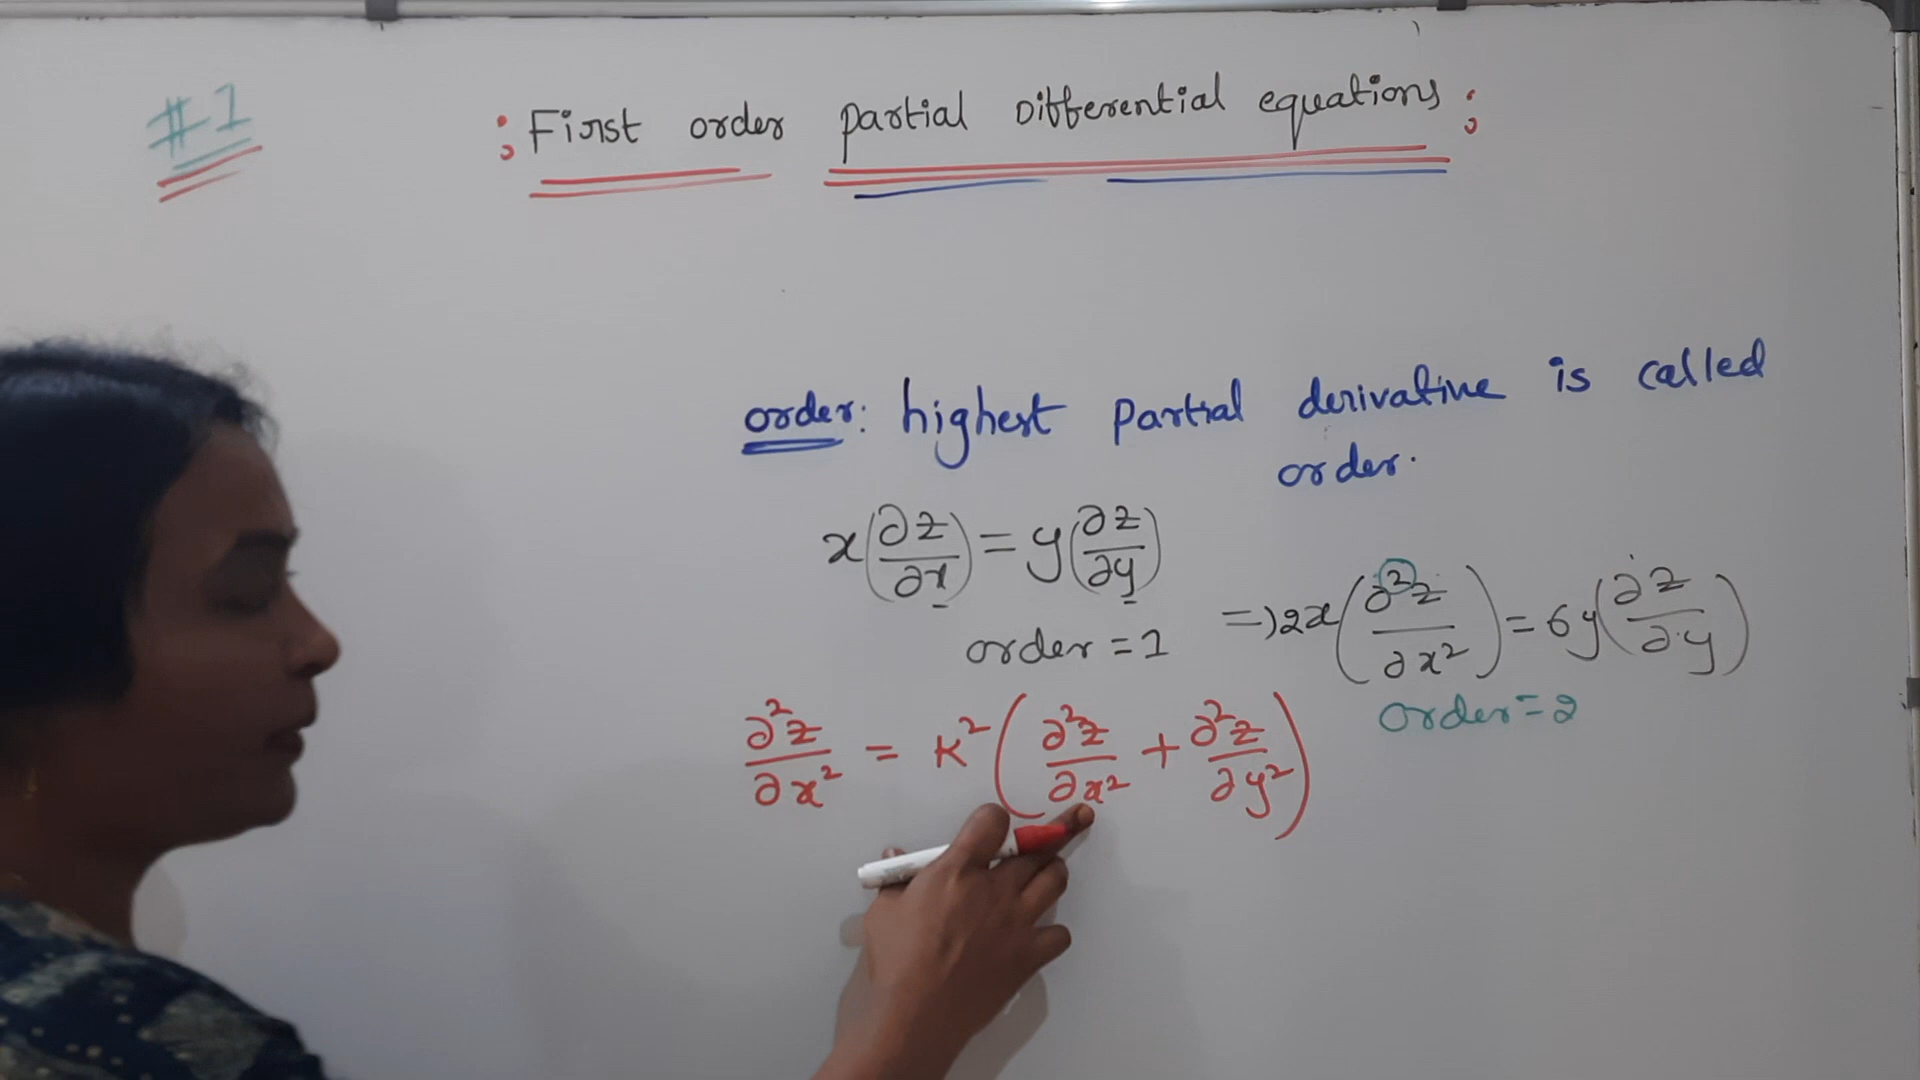 #1
: First order partial Differential equations :
order: highest Partial derivative is called
order.
x(∂z/∂x) = y(∂z/∂y)
order = 1
=> 2x(∂²z/∂x²) = 6y(∂z/∂y)
order = 2
∂²z/∂x² = K²(∂²z/∂x² + ∂²z/∂y²)